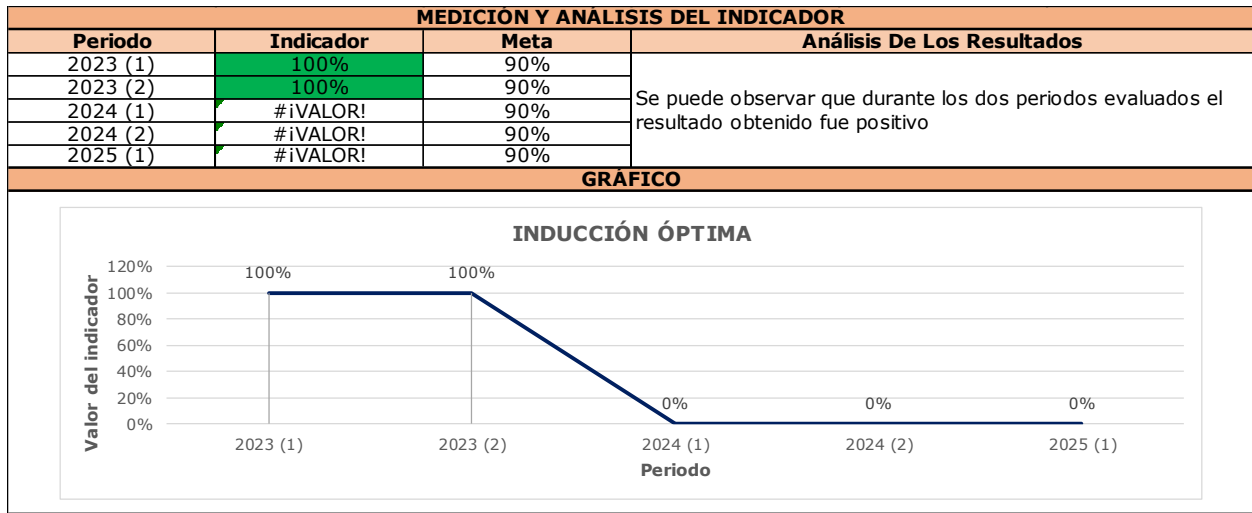 MEDICIÓN Y ANÁLISIS DEL INDICADOR
Periodo Indicador Meta Análisis De Los Resultados
2023 (1) 100% 90%
2023 (2) 100% 90%
2024 (1) #¡VALOR! 90%
2024 (2) #¡VALOR! 90%
2025 (1) #¡VALOR! 90%
Se puede observar que durante los dos periodos evaluados el
resultado obtenido fue positivo
GRÁFICO
INDUCCIÓN ÓPTIMA
Valor del indicador
120%
100%
80%
60%
40%
20%
0%
100% 100% 0% 0% 0%
2023 (1) 2023 (2) 2024 (1) 2024 (2) 2025 (1)
Periodo